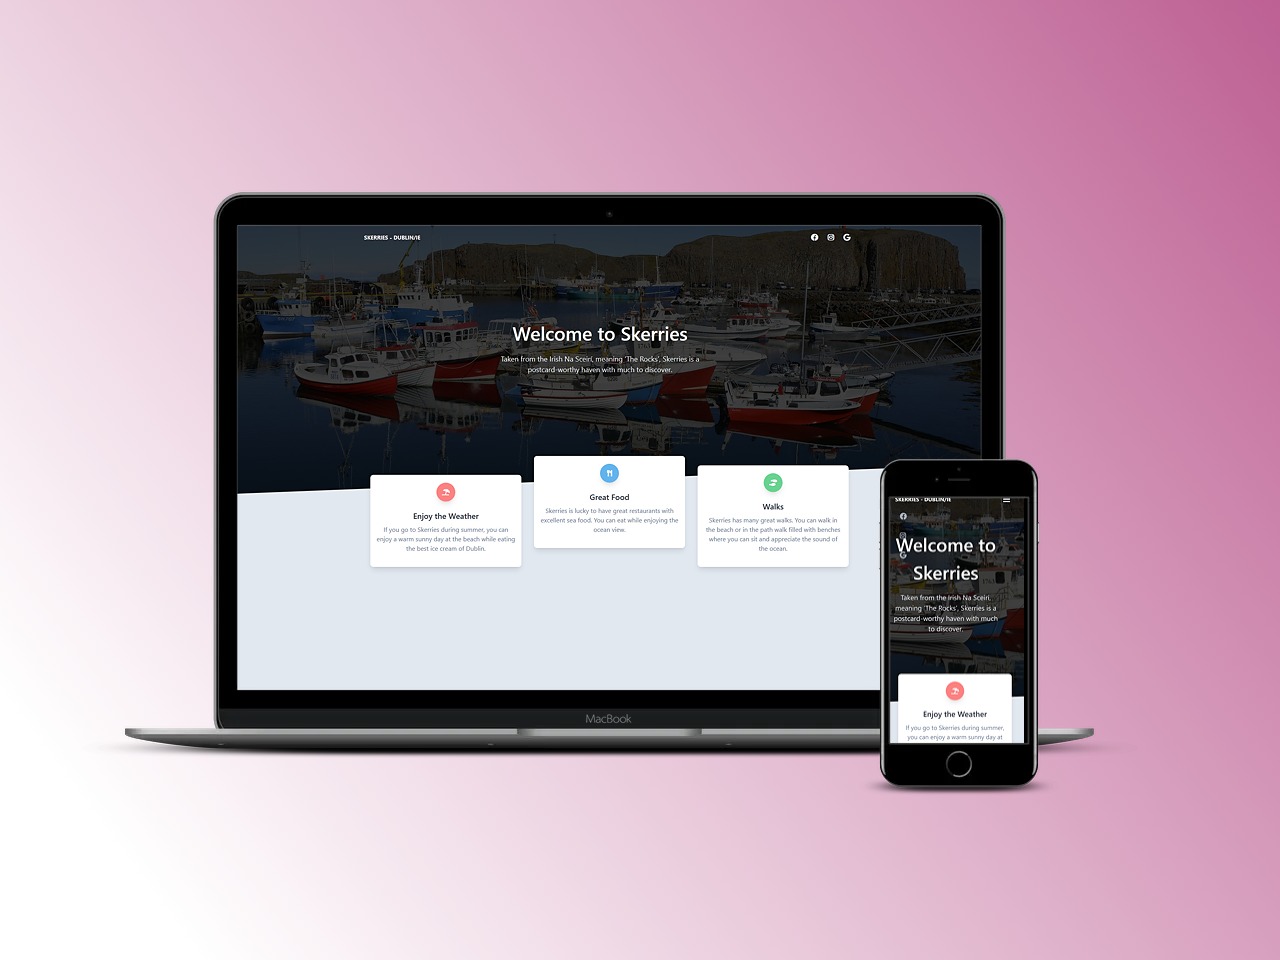 SKERRIES - DUBLIN/IE
Welcome to Skerries
Taken from the Irish Na Sceirí, meaning 'The Rocks', Skerries is a
postcard-worthy haven with much to discover.
Enjoy the Weather
If you go to Skerries during summer, you can
enjoy a warm sunny day at the beach while eating
the best ice cream of Dublin.
Great Food
Skerries is lucky to have great restaurants with
excellent sea food. You can eat while enjoying the
ocean view.
Walks
Skerries has many great walks. You can walk in
the beach or in the path walk filled with benches
where you can sit and appreciate the sound of
the ocean.
MacBook
SKERRIES - DUBLIN/IE
Welcome to
Skerries
Taken from the Irish Na Sceirí,
meaning 'The Rocks', Skerries is a
postcard-worthy haven with much
to discover.
Enjoy the Weather
If you go to Skerries during summer,
you can enjoy a warm sunny day at